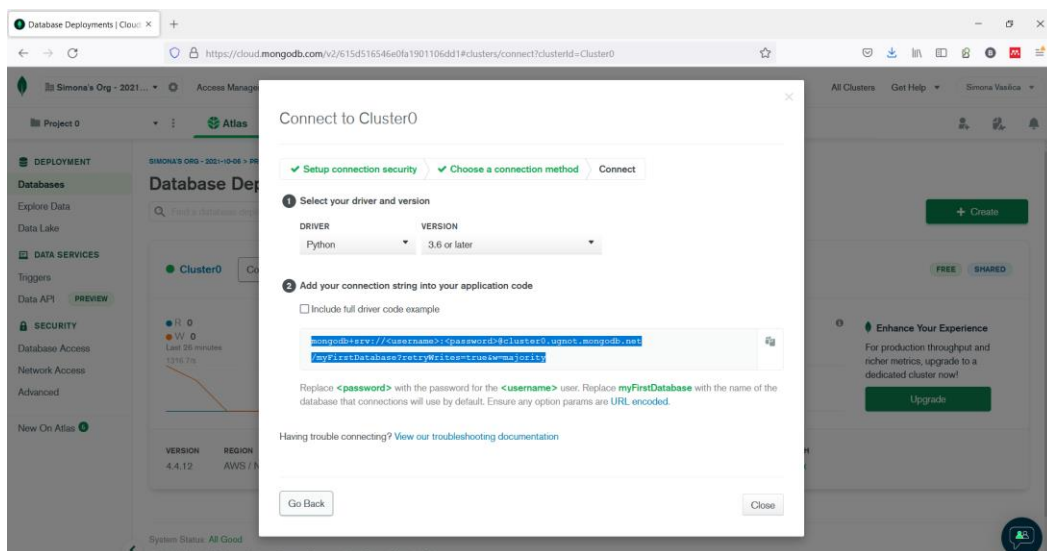 Database Deployments | Clou
https://cloud.mongodb.com/v2/615d516546e0fa1901106dd1#clusters/connect?clusterId=Cluster0
Simona's Org - 2021...
Access Manage
All Clusters
Get Help
Simona Vasilica
Project 0
Atlas
DEPLOYMENT
Databases
Explore Data
Data Lake
DATA SERVICES
Triggers
Data API PREVIEW
SECURITY
Database Access
Network Access
Advanced
New On Atlas
SIMONA'S ORG - 2021-10-06 > PR
Database Dep
Find a database
+ Create
Cluster0
Co
FREE
SHARED
R 0
W 0
Last 26 minutes
VERSION
4.4.12
REGION
AWS / N
Enhance Your Experience
For production throughput and
richer metrics, upgrade to a
dedicated cluster now!
Upgrade
System Status: All Good
Connect to Cluster0
Setup connection security
Choose a connection method
Connect
1 Select your driver and version
DRIVER
VERSION
Python
3.6 or later
2 Add your connection string into your application code
Include full driver code example
mongodb+srv://<username>:<password>@cluster0.ugnot.mongodb.net
/myFirstDatabase?retryWrites=true&w=majority
Replace <password> with the password for the <username> user. Replace myFirstDatabase with the name of the
database that connections will use by default. Ensure any option params are URL encoded.
Having trouble connecting? View our troubleshooting documentation
Go Back
Close